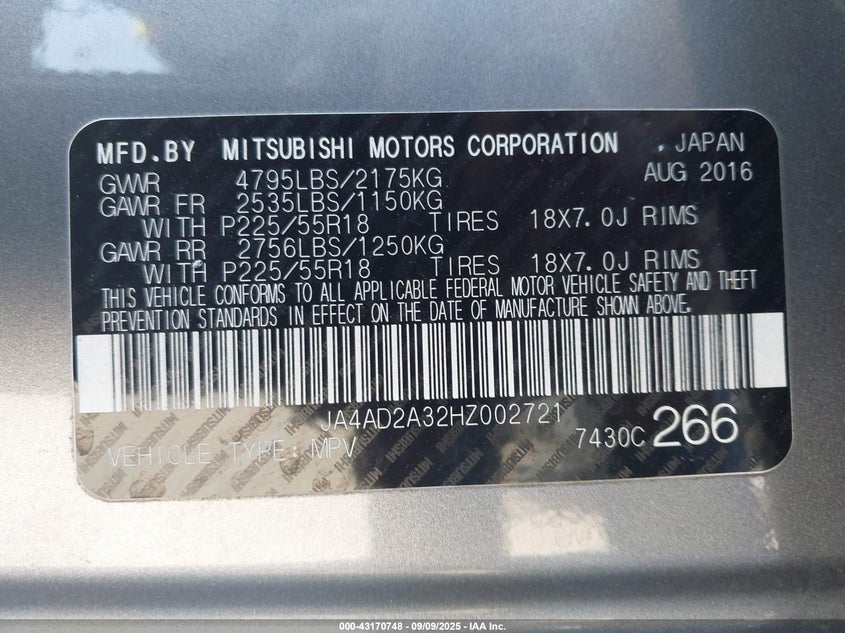 MFD.BY MITSUBISHI MOTORS CORPORATION , JAPAN
GVWR 4795LBS/2175KG AUG 2016
GAWR FR 2535LBS/1150KG
WITH P225/55R18 TIRES 18X7.0J RIMS
GAWR RR 2756LBS/1250KG
WITH P225/55R18 TIRES 18X7.0J RIMS
THIS VEHICLE CONFORMS TO ALL APPLICABLE FEDERAL MOTOR VEHICLE SAFETY AND THEFT
PREVENTION STANDARDS IN EFFECT ON THE DATE OF MANUFACTURE SHOWN ABOVE.
JA4AD2A32HZ002721
VEHICLE TYPE: MPV 7430C 266
000-43170748 - 09/09/2025 - IAA Inc.